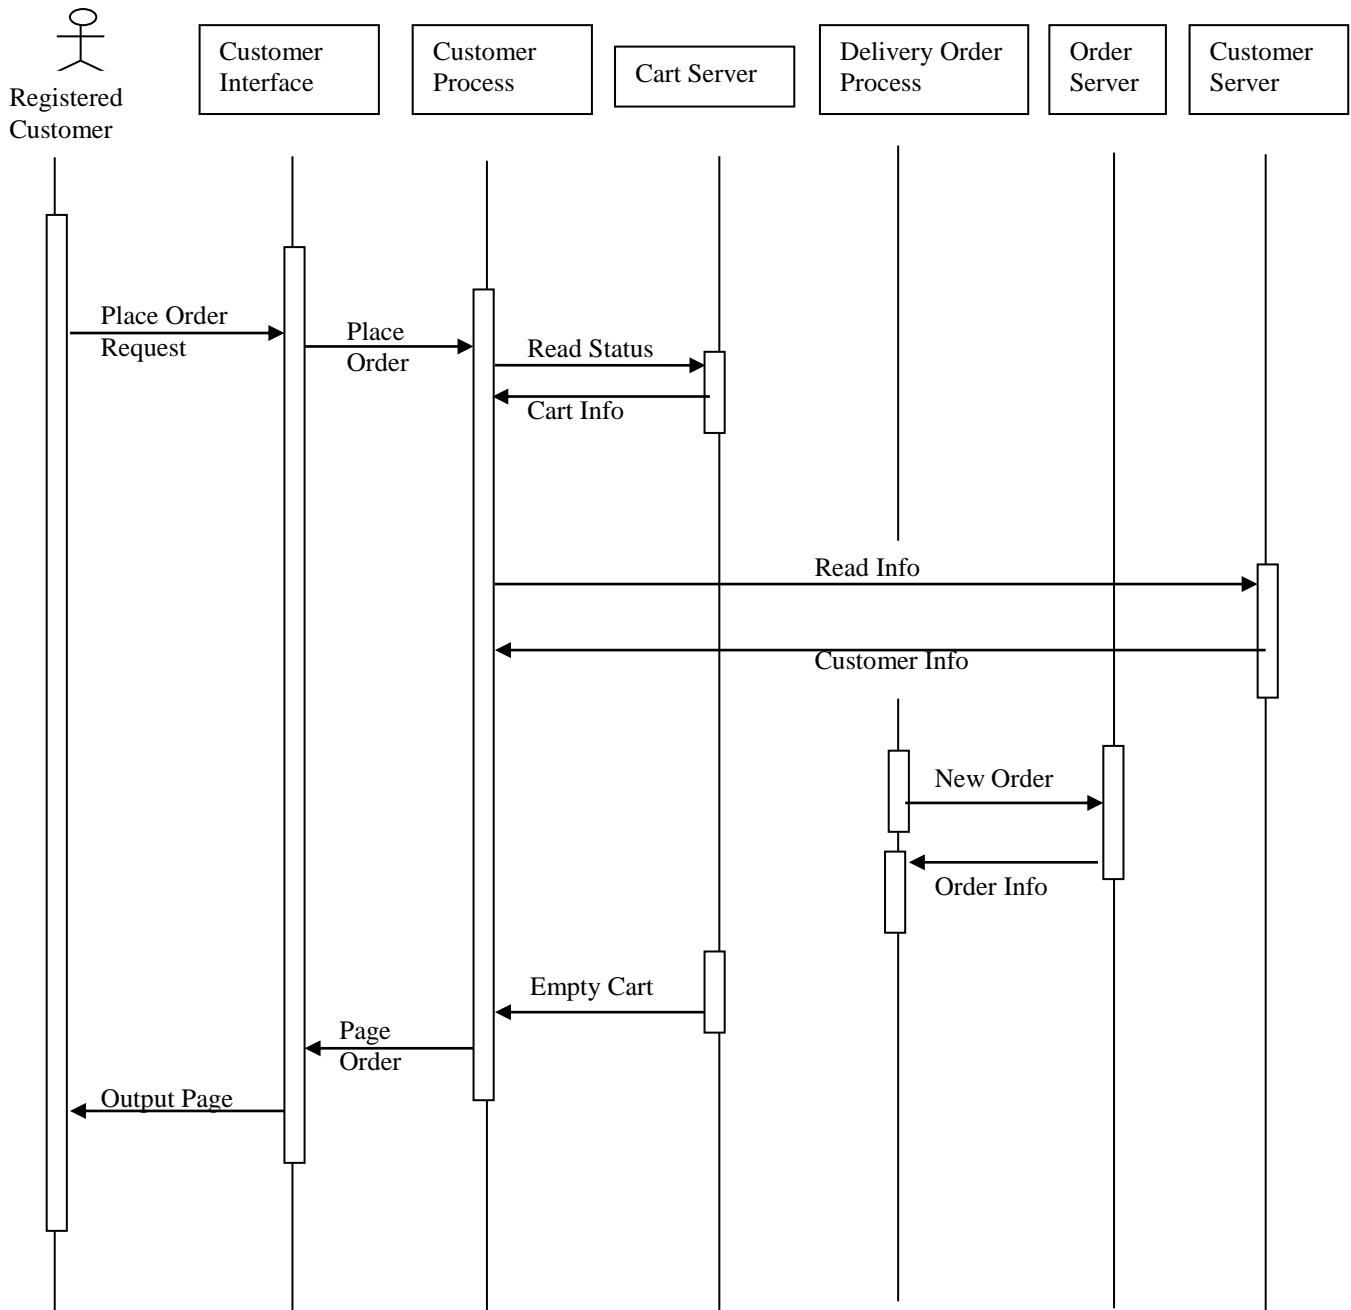 Registered
Customer
Customer
Interface
Customer
Process
Cart Server
Delivery Order
Process
Order
Server
Customer
Server
Place Order
Request
Place
Order
Read Status
Cart Info
Read Info
Customer Info
New Order
Order Info
Empty Cart
Page
Order
Output Page